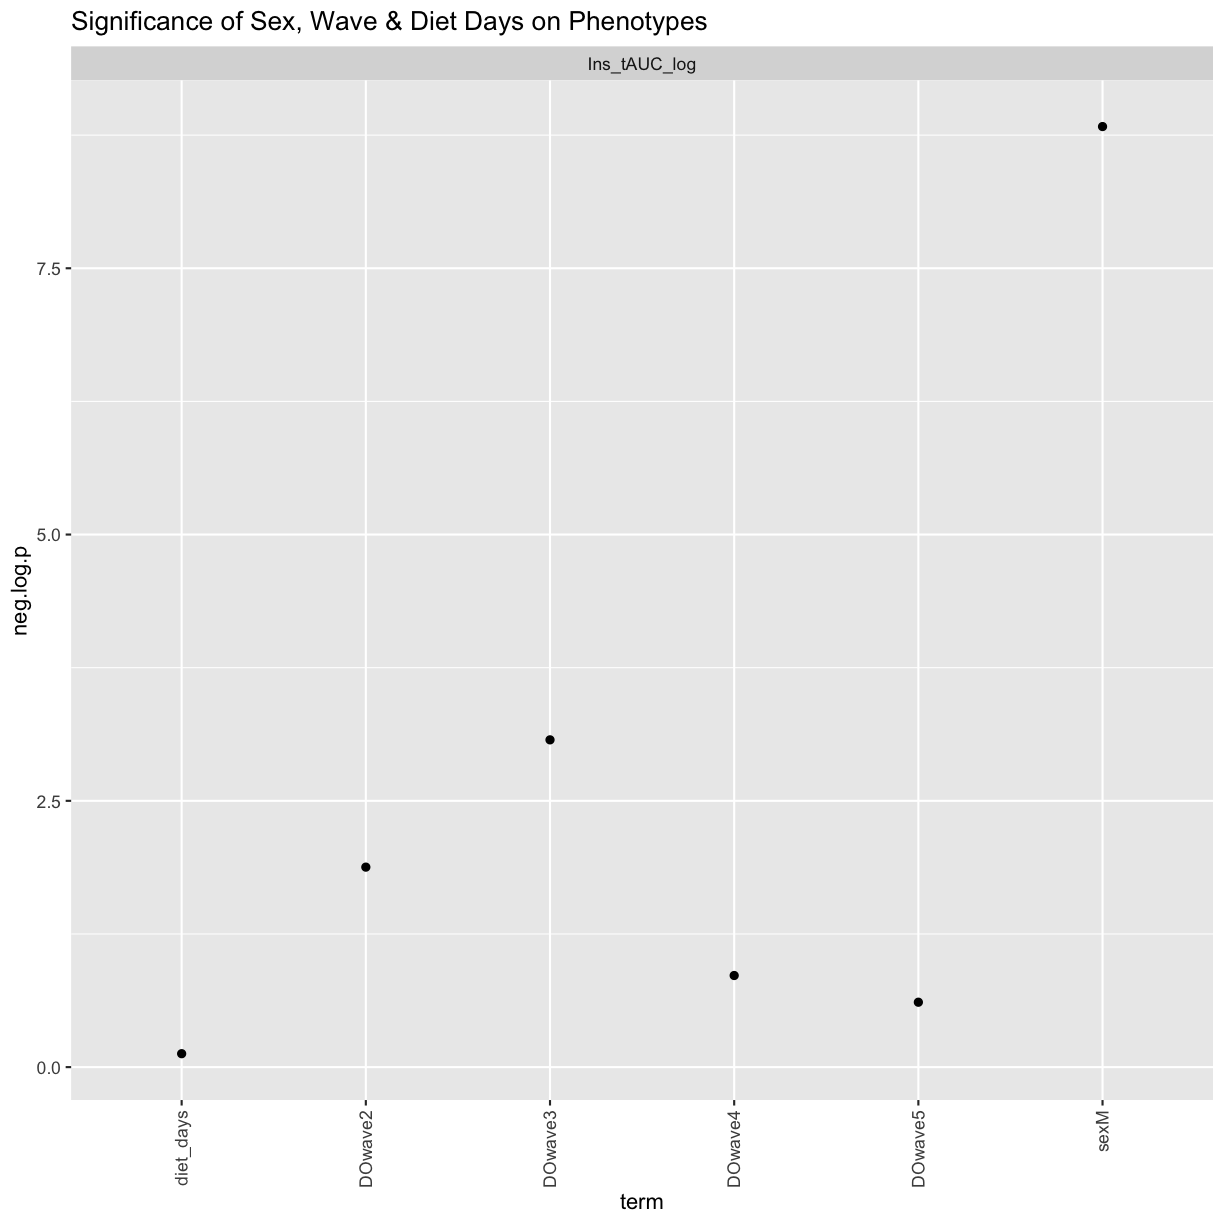 Significance of Sex, Wave & Diet Days on Phenotypes
Ins_tAUC_log
neg.log.p
7.5
5.0
2.5
0.0
diet_days
DOwave2
DOwave3
DOwave4
DOwave5
sexM
term